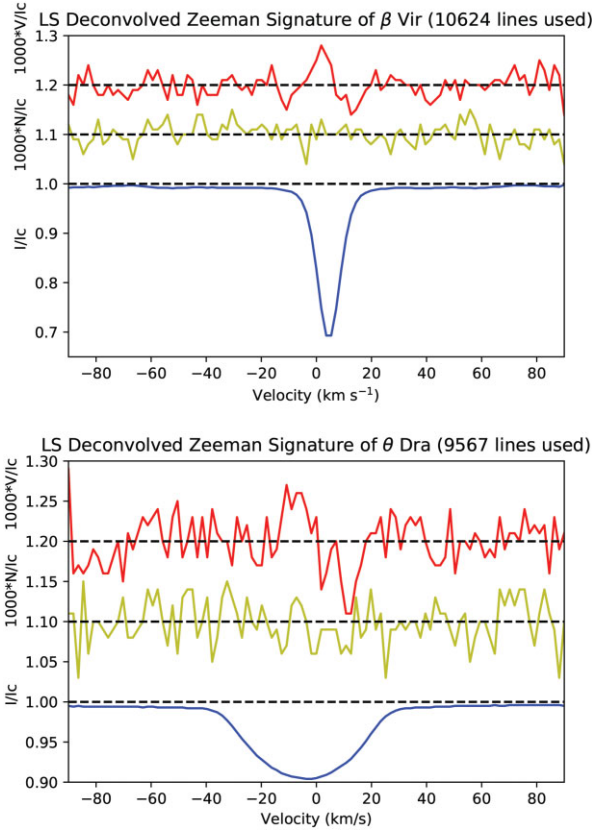 LS Deconvolved Zeeman Signature of β Vir (10624 lines used)
1000*V/Ic
1000*N/Ic
I/Ic
1.3
1.2
1.1
1.0
0.9
0.8
0.7
−80 −60 −40 −20 0 20 40 60 80
Velocity (km s⁻¹)
LS Deconvolved Zeeman Signature of θ Dra (9567 lines used)
1000*V/Ic
1000*N/Ic
I/Ic
1.30
1.25
1.20
1.15
1.10
1.05
1.00
0.95
0.90
−80 −60 −40 −20 0 20 40 60 80
Velocity (km/s)